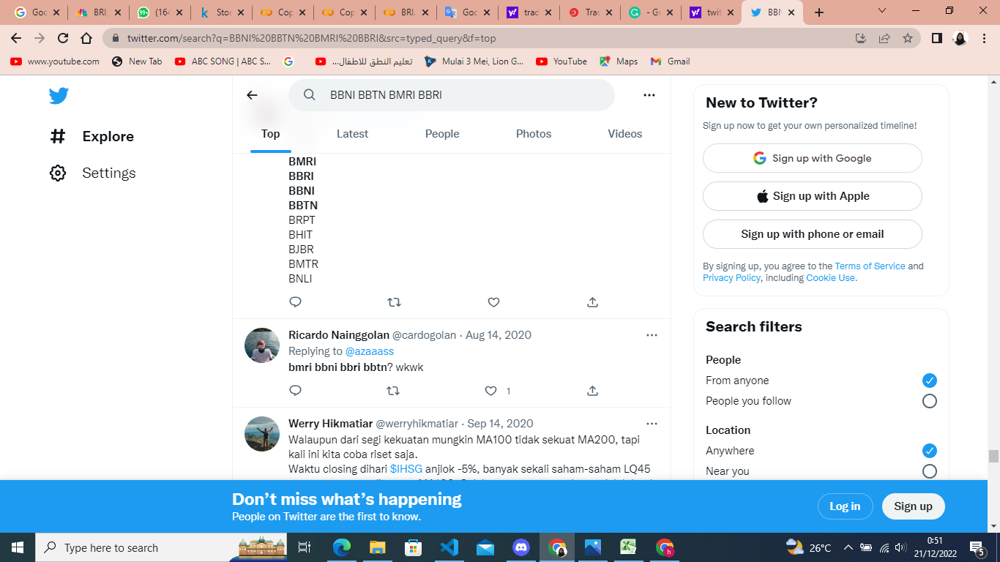 Goo
BRI,
(164
Stoc
Cop
Cop
BRI.
Goo
trad
Trac
- Gr
twit
BBN
twitter.com/search?q=BBNI%20BBTN%20BMRI%20BBRI&src=typed_query&f=top
www.youtube.com
New Tab
ABC SONG | ABC S...
تعليم النطق للاطفال...
Mulai 3 Mei, Lion G...
YouTube
Maps
Gmail
Explore
Settings
BBNI BBTN BMRI BBRI
Top
Latest
People
Photos
Videos
BMRI
BBRI
BBNI
BBTN
BRPT
BHIT
BJBR
BMTR
BNLI
Ricardo Nainggolan @cardogolan · Aug 14, 2020
Replying to @azaaass
bmri bbni bbri bbtn? wkwk
1
Werry Hikmatiar @werryhikmatiar · Sep 14, 2020
Walaupun dari segi kekuatan mungkin MA100 tidak sekuat MA200, tapi
kali ini kita coba riset saja.
Waktu closing dihari $IHSG anjlok -5%, banyak sekali saham-saham LQ45
New to Twitter?
Sign up now to get your own personalized timeline!
Sign up with Google
Sign up with Apple
Sign up with phone or email
By signing up, you agree to the Terms of Service and
Privacy Policy, including Cookie Use.
Search filters
People
From anyone
People you follow
Location
Anywhere
Near you
Don't miss what's happening
People on Twitter are the first to know.
Log in
Sign up
Type here to search
26°C
0:51
21/12/2022
5